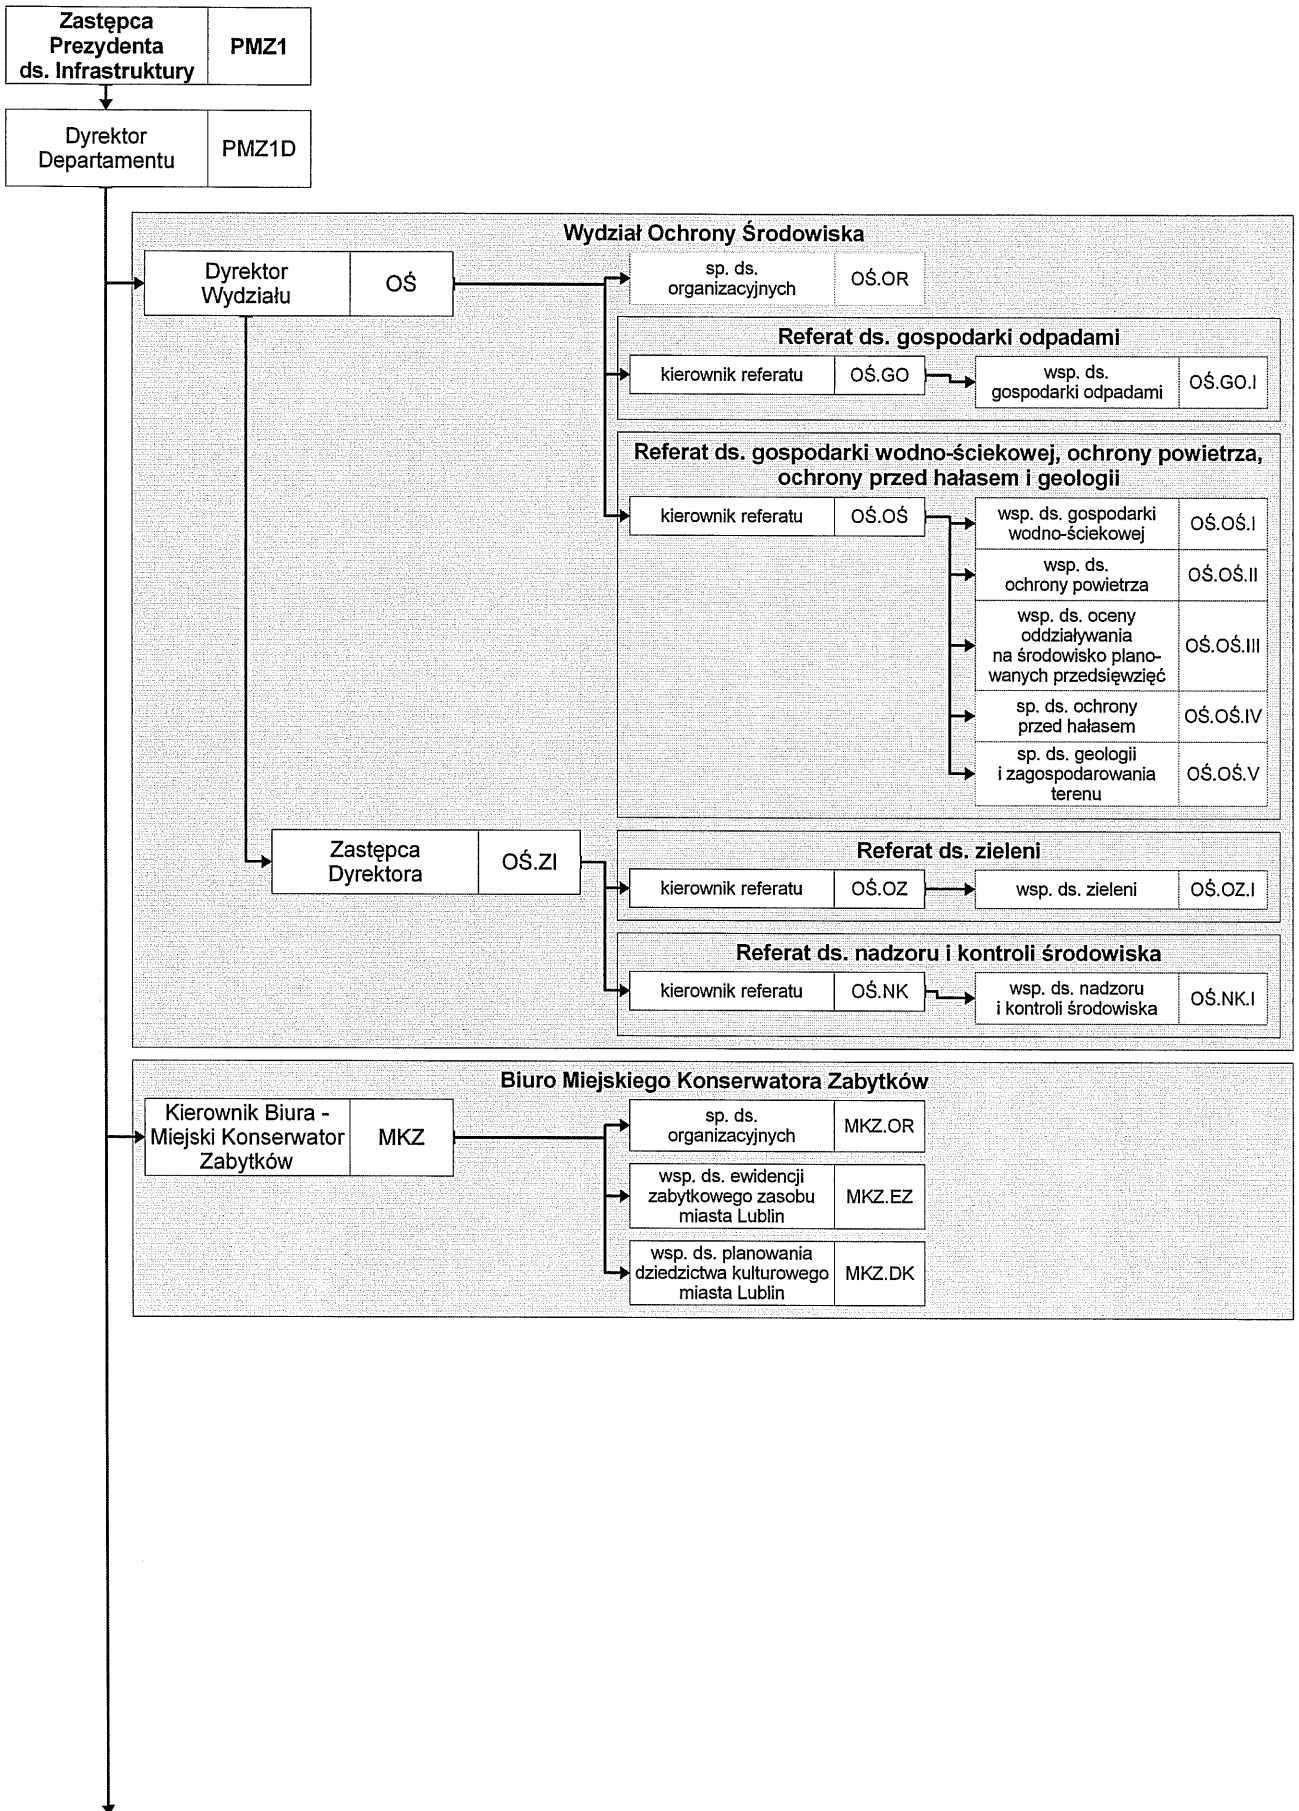 Zastępca
Prezydenta
ds. Infrastruktury
PMZ1
Dyrektor
Departamentu
PMZ1D
Wydział Ochrony Środowiska
Dyrektor
Wydziału
OŚ
sp. ds.
organizacyjnych
OŚ.OR
Referat ds. gospodarki odpadami
kierownik referatu
OŚ.GO
wsp. ds.
gospodarki odpadami
OŚ.GO.I
Referat ds. gospodarki wodno-ściekowej, ochrony powietrza,
ochrony przed hałasem i geologii
kierownik referatu
OŚ.OŚ
wsp. ds. gospodarki
wodno-ściekowej
OŚ.OŚ.I
wsp. ds.
ochrony powietrza
OŚ.OŚ.II
wsp. ds. oceny
oddziaływania
na środowisko plano-
wanych przedsięwzięć
OŚ.OŚ.III
sp. ds. ochrony
przed hałasem
OŚ.OŚ.IV
sp. ds. geologii
i zagospodarowania
terenu
OŚ.OŚ.V
Zastępca
Dyrektora
OŚ.ZI
Referat ds. zieleni
kierownik referatu
OŚ.OZ
wsp. ds. zieleni
OŚ.OZ.I
Referat ds. nadzoru i kontroli środowiska
kierownik referatu
OŚ.NK
wsp. ds. nadzoru
i kontroli środowiska
OŚ.NK.I
Biuro Miejskiego Konserwatora Zabytków
Kierownik Biura -
Miejski Konserwator
Zabytków
MKZ
sp. ds.
organizacyjnych
MKZ.OR
wsp. ds. ewidencji
zabytkowego zasobu
miasta Lublin
MKZ.EZ
wsp. ds. planowania
dziedzictwa kulturowego
miasta Lublin
MKZ.DK